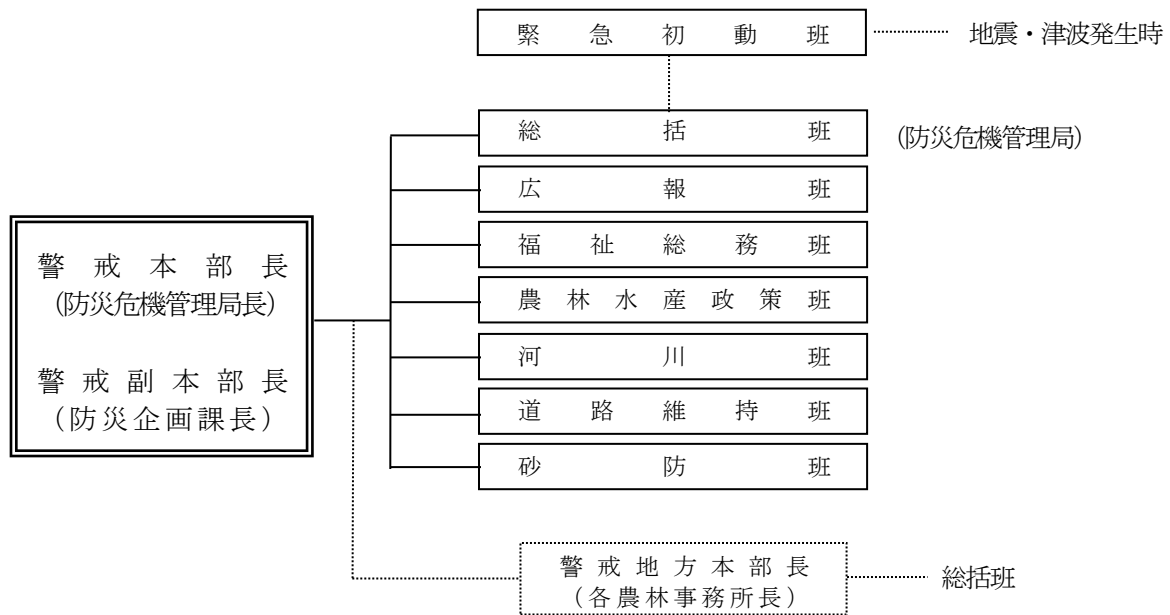 緊急初動班
地震・津波発生時
総括班
(防災危機管理局)
広報班
福祉総務班
警戒本部長
(防災危機管理局長)
農林水産政策班
河川班
警戒副本部長
(防災企画課長)
道路維持班
砂防班
警戒地方本部長
(各農林事務所長)
総括班